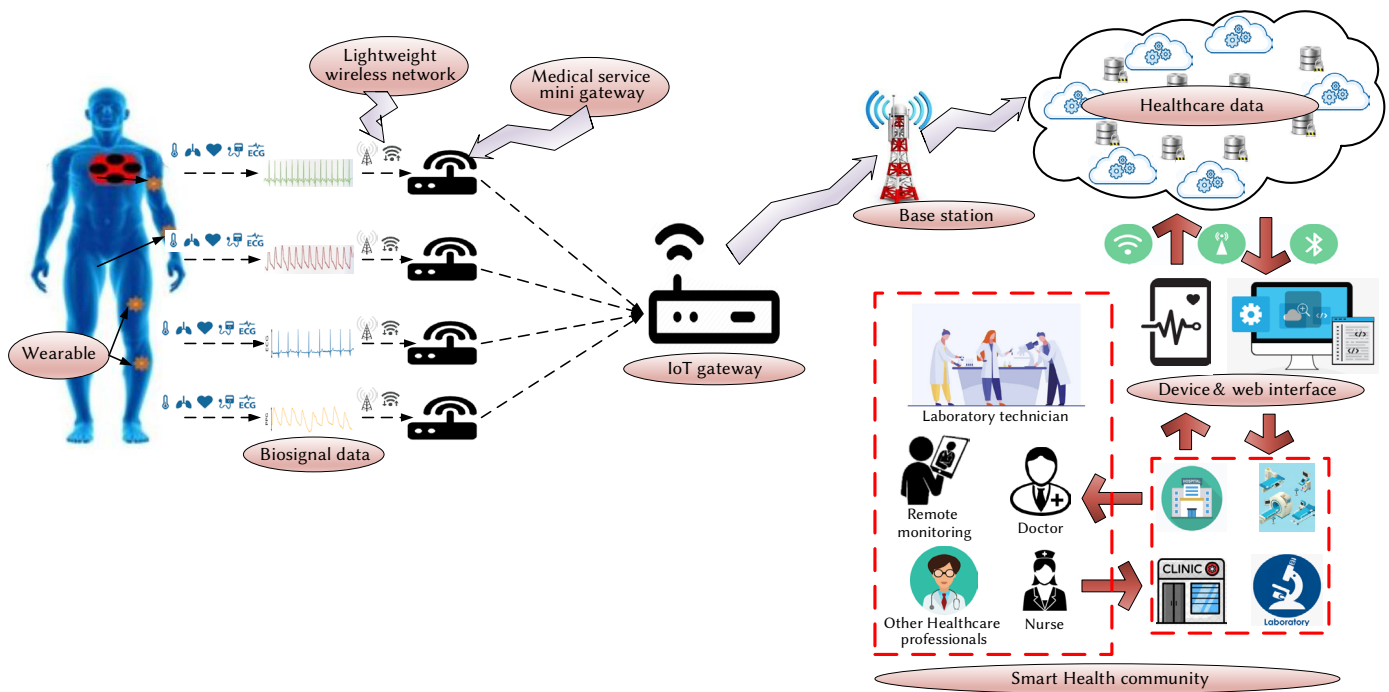 Lightweight
wireless network
Medical service
mini gateway
Healthcare data
ECG
ECG
ECG
ECG
Wearable
Biosignal data
IoT gateway
Base station
Device & web interface
Laboratory technician
Remote
monitoring
Doctor
Other Healthcare
professionals
Nurse
HOSPITAL
CLINIC
Laboratory
Smart Health community